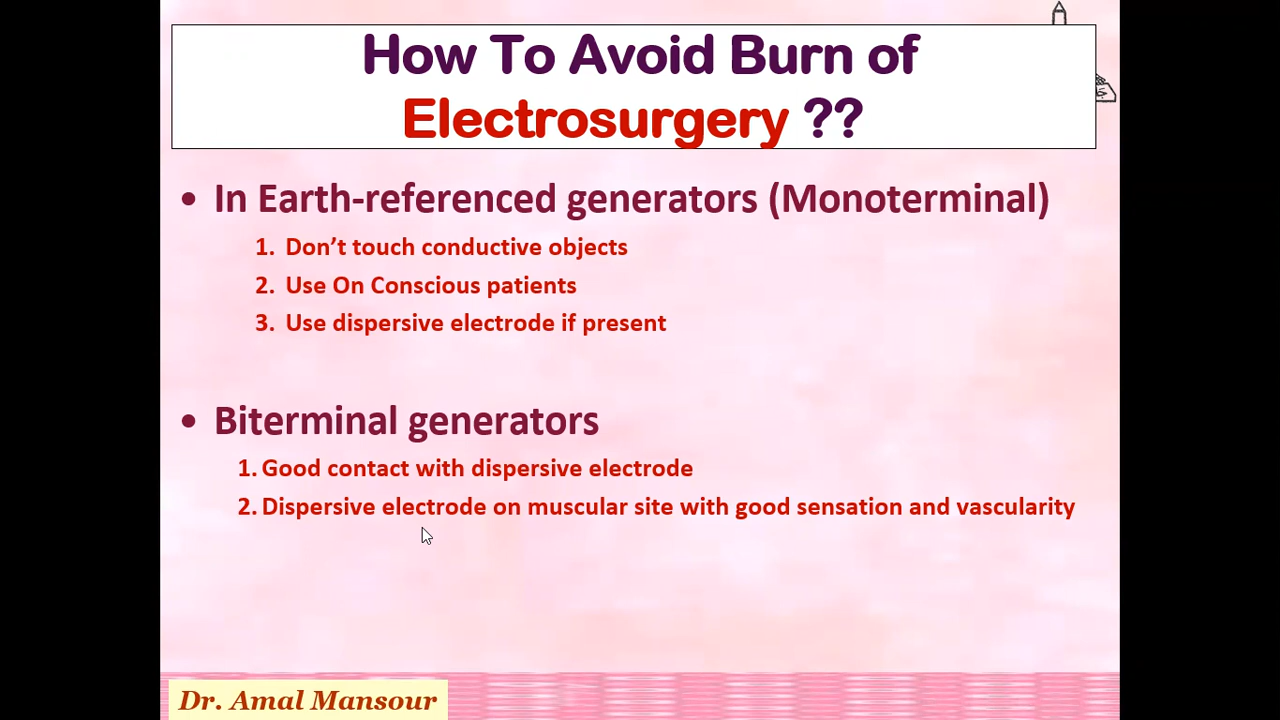 How To Avoid Burn of
Electrosurgery ??
• In Earth-referenced generators (Monoterminal)
1. Don’t touch conductive objects
2. Use On Conscious patients
3. Use dispersive electrode if present
• Biterminal generators
1. Good contact with dispersive electrode
2. Dispersive electrode on muscular site with good sensation and vascularity
Dr. Amal Mansour